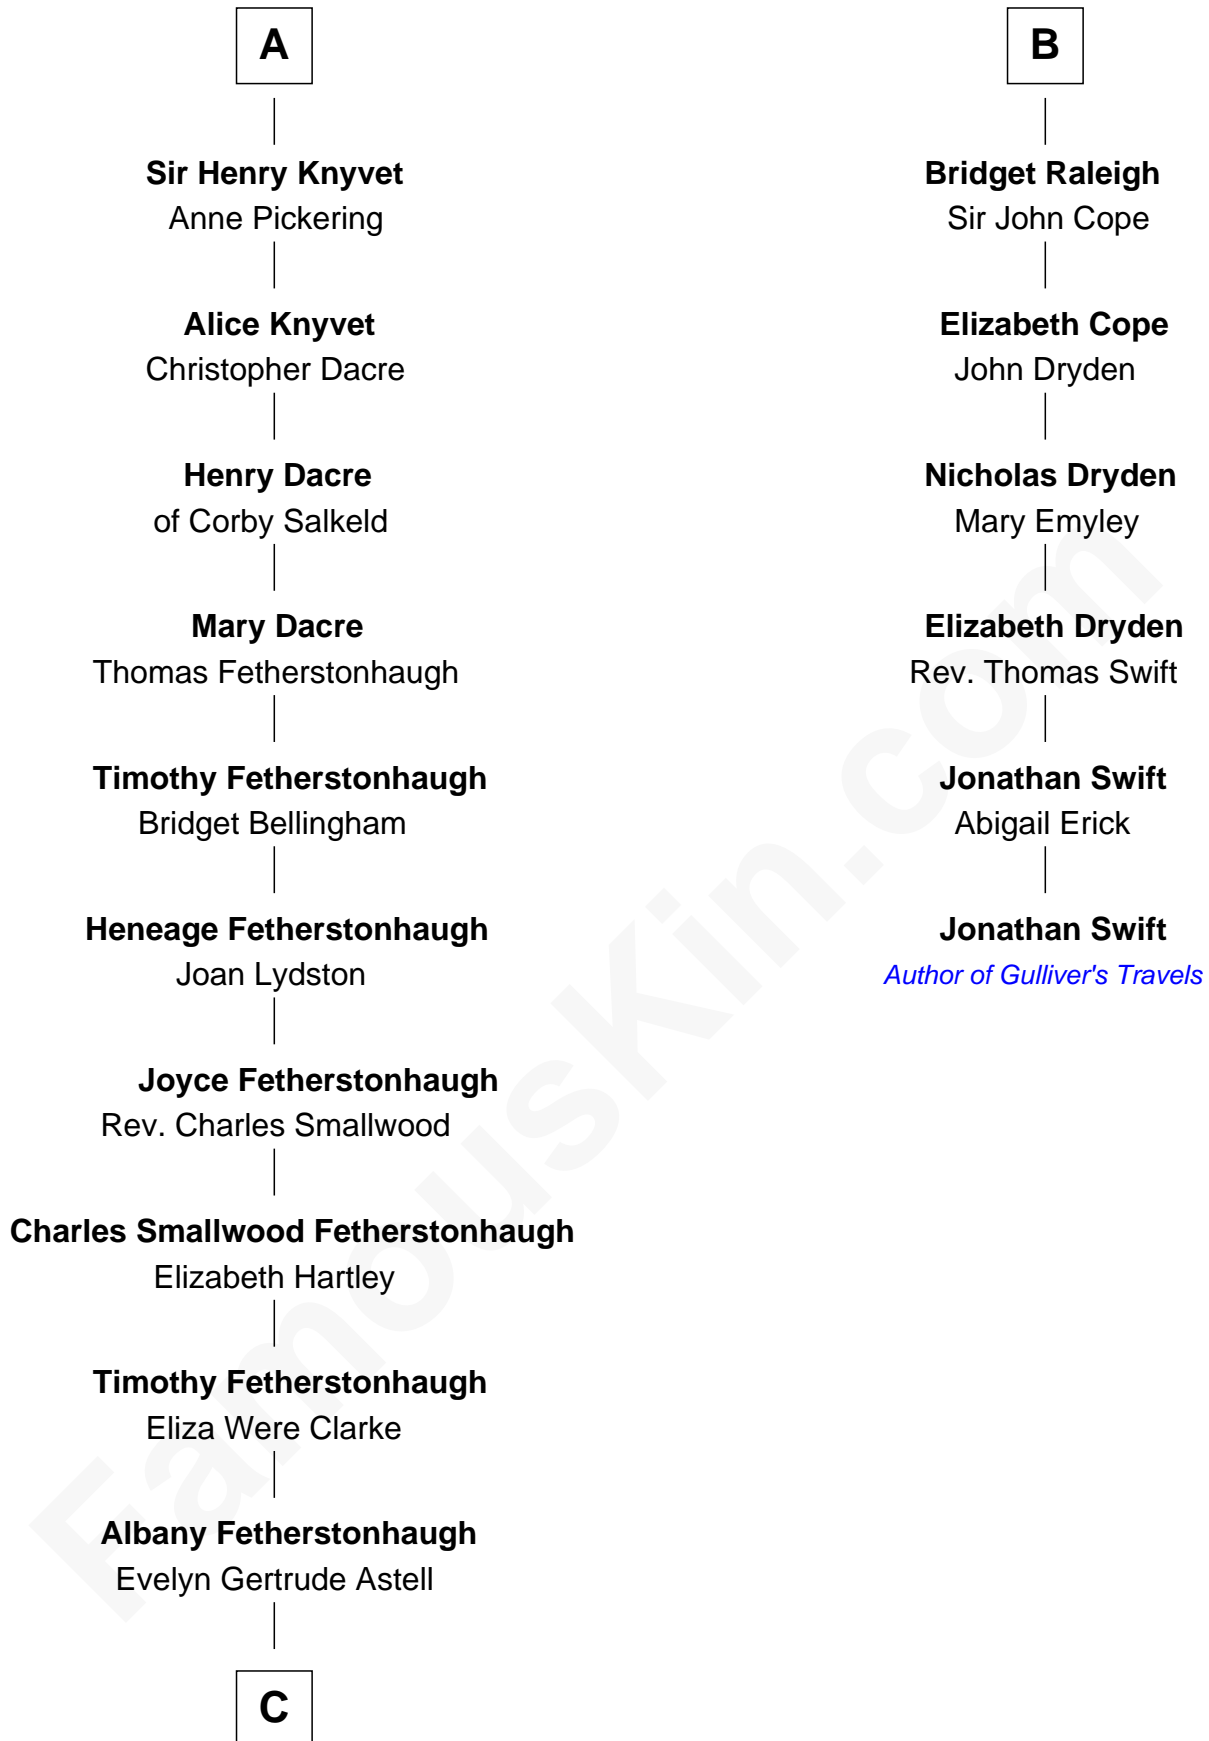 A
Sir Henry Knyvet
Anne Pickering
Alice Knyvet
Christopher Dacre
Henry Dacre
of Corby Salkeld
Mary Dacre
Thomas Fetherstonhaugh
Timothy Fetherstonhaugh
Bridget Bellingham
Heneage Fetherstonhaugh
Joan Lydston
Joyce Fetherstonhaugh
Rev. Charles Smallwood
Charles Smallwood Fetherstonhaugh
Elizabeth Hartley
Timothy Fetherstonhaugh
Eliza Were Clarke
Albany Fetherstonhaugh
Evelyn Gertrude Astell
C
B
Bridget Raleigh
Sir John Cope
Elizabeth Cope
John Dryden
Nicholas Dryden
Mary Emyley
Elizabeth Dryden
Rev. Thomas Swift
Jonathan Swift
Abigail Erick
Jonathan Swift
Author of Gulliver's Travels
FamousKin.com